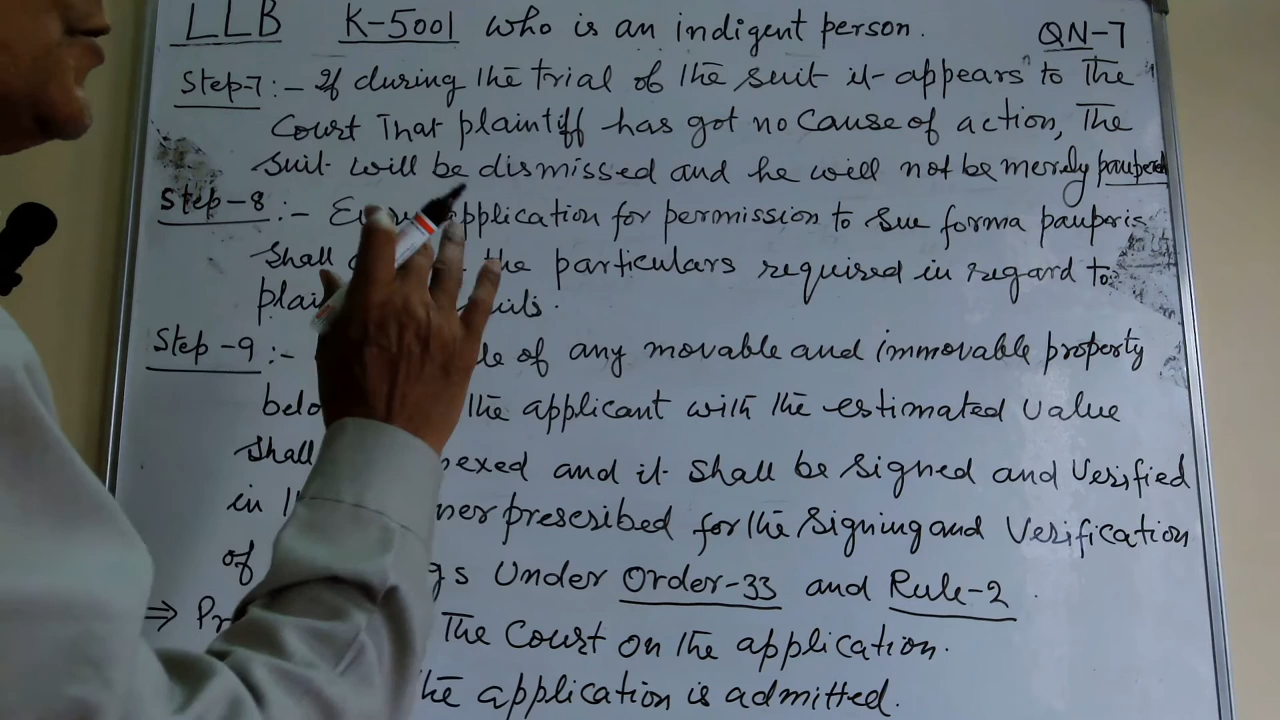 LLB K-5001 who is an indigent person. QN-7
Step-7:- If during the trial of the suit it appears to the
Court That plaintiff has got no cause of action, The
suit will be dismissed and he will not be merely
Step-8:- application for permission to sue forma pauperis
Shall the particulars required in regard to

Step-9:- of any movable and immovable property
the applicant with the estimated value
Shall and it shall be signed and verified
in prescribed for the signing and Verification
of Under Order-33 and Rule-2.
⇒ The Court on the application.
the application is admitted.